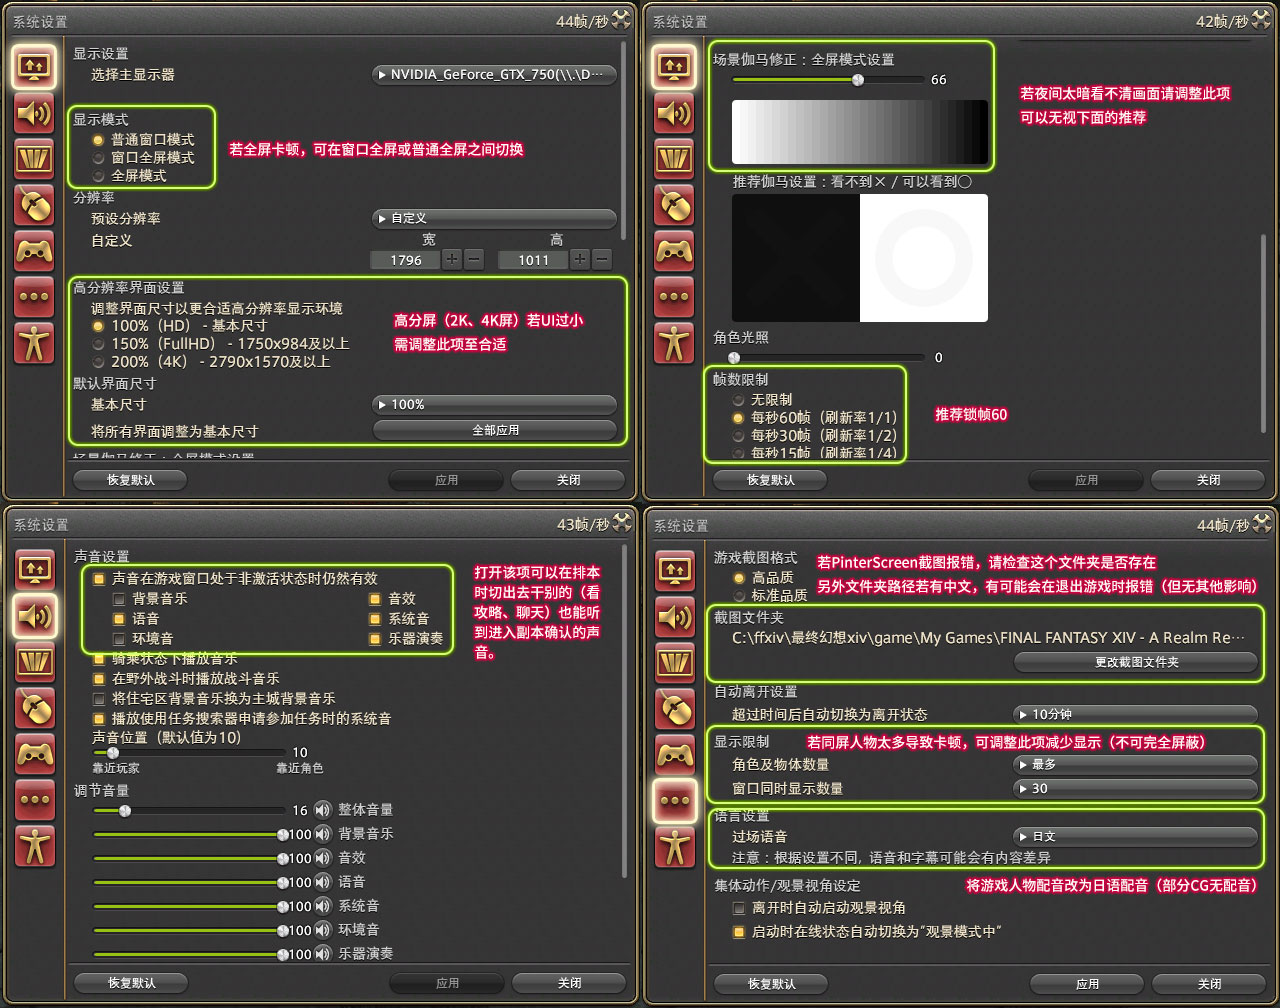 系统设置
44帧/秒
显示设置
选择主显示器
NVIDIA_GeForce_GTX_750(\\.\D···
显示模式
普通窗口模式
窗口全屏模式
全屏模式
若全屏卡顿，可在窗口全屏或普通全屏之间切换
分辨率
预设分辨率
自定义
自定义
宽
高
1796
1011
高分辨率界面设置
调整界面尺寸以更合适高分辨率显示环境
100%（HD） - 基本尺寸
150%（FullHD） - 1750x984及以上
200%（4K） - 2790x1570及以上
高分屏（2K、4K屏）若UI过小
需调整此项至合适
默认界面尺寸
基本尺寸
100%
将所有界面调整为基本尺寸
全部应用
场景伽马修正：全屏模式设置
恢复默认
应用
关闭
系统设置
42帧/秒
场景伽马修正：全屏模式设置
66
若夜间太暗看不清画面请调整此项
可以无视下面的推荐
推荐伽马设置：看不到× / 可以看到○
角色光照
0
帧数限制
无限制
每秒60帧（刷新率1/1）
每秒30帧（刷新率1/2）
每秒15帧（刷新率1/4）
推荐锁帧60
恢复默认
应用
关闭
系统设置
43帧/秒
声音设置
声音在游戏窗口处于非激活状态时仍然有效
背景音乐
音效
语音
系统音
环境音
乐器演奏
打开该项可以在排本
时切出去干别的（看
攻略、聊天）也能听
到进入副本确认的声
音。
骑乘状态下播放音乐
在野外战斗时播放战斗音乐
将住宅区背景音乐换为主城背景音乐
播放使用任务搜索器申请参加任务时的系统音
声音位置（默认值为10）
10
靠近玩家
靠近角色
调节音量
16 整体音量
100 背景音乐
100 音效
100 语音
100 系统音
100 环境音
100 乐器演奏
恢复默认
应用
关闭
系统设置
44帧/秒
游戏截图格式
高品质
标准品质
若PinterScreen截图报错，请检查这个文件夹是否存在
另外文件夹路径若有中文，有可能会在退出游戏时报错（但无其他影响）
截图文件夹
C:\ffxiv\最终幻想xiv\game\My Games\FINAL FANTASY XIV - A Realm Re···
更改截图文件夹
自动离开设置
超过时间后自动切换为离开状态
10分钟
显示限制
若同屏人物太多导致卡顿，可调整此项减少显示（不可完全屏蔽）
角色及物体数量
最多
窗口同时显示数量
30
语言设置
过场语音
日文
注意：根据设置不同, 语音和字幕可能会有内容差异
集体动作/观景视角设定
将游戏人物配音改为日语配音（部分CG无配音）
离开时自动启动观景视角
启动时在线状态自动切换为“观景模式中”
恢复默认
应用
关闭